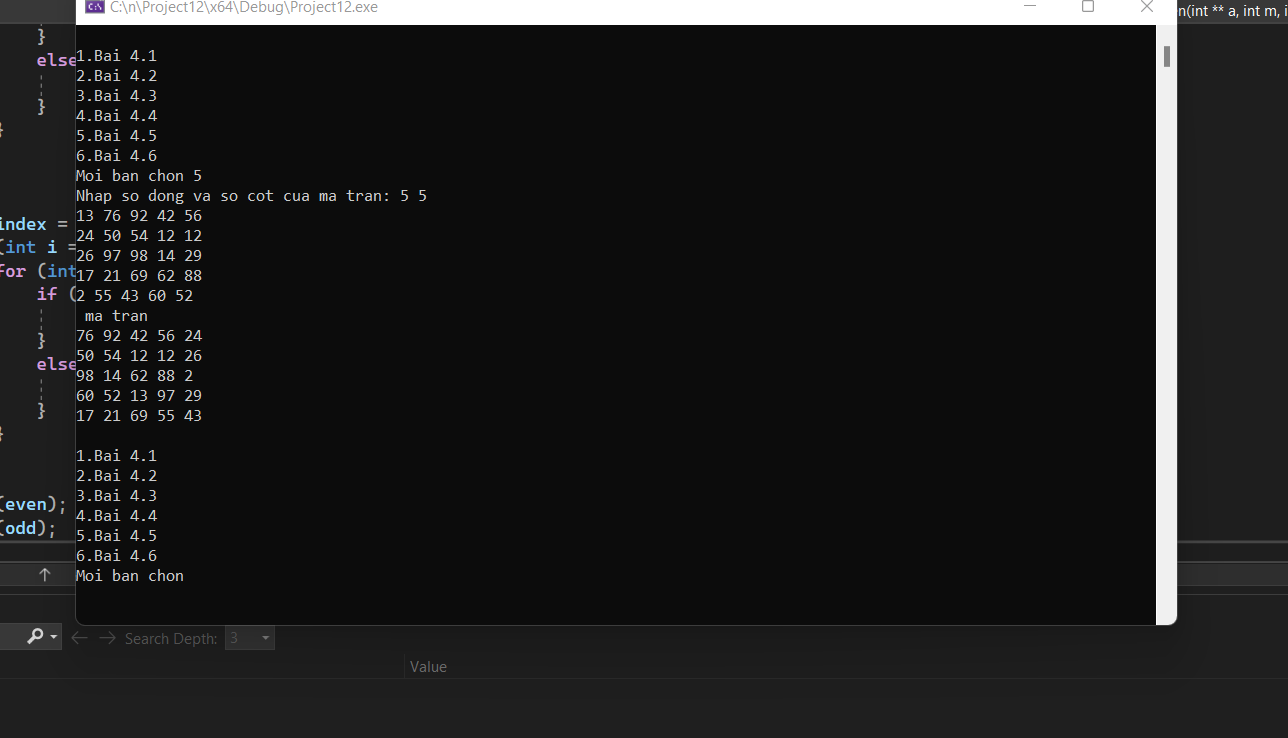 C:\n\Project12\x64\Debug\Project12.exe
n(int ** a, int m, i
}
else
}
}
index =
(int i =
for (int
if (
}
else
}
}
(even);
(odd);
1.Bai 4.1
2.Bai 4.2
3.Bai 4.3
4.Bai 4.4
5.Bai 4.5
6.Bai 4.6
Moi ban chon 5
Nhap so dong va so cot cua ma tran: 5 5
13 76 92 42 56
24 50 54 12 12
26 97 98 14 29
17 21 69 62 88
2 55 43 60 52
ma tran
76 92 42 56 24
50 54 12 12 26
98 14 62 88 2
60 52 13 97 29
17 21 69 55 43
1.Bai 4.1
2.Bai 4.2
3.Bai 4.3
4.Bai 4.4
5.Bai 4.5
6.Bai 4.6
Moi ban chon
Search Depth: 3
Value